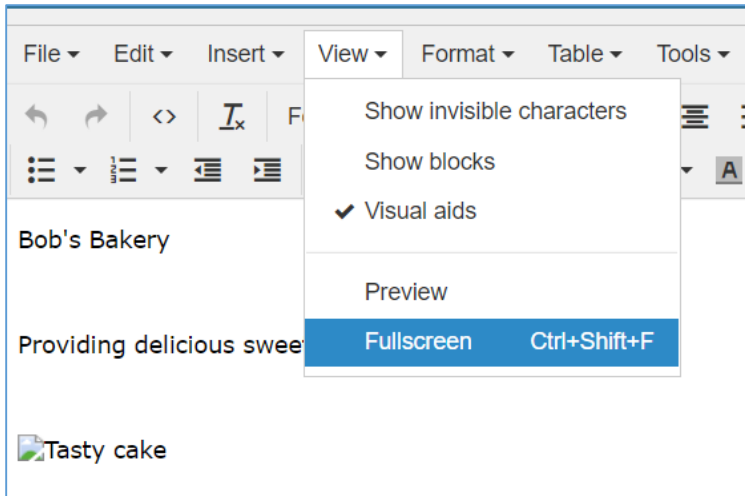 File Edit Insert View Format Table Tools
Show invisible characters
Show blocks
Visual aids
Preview
Fullscreen Ctrl+Shift+F
A
Bob's Bakery
Providing delicious
Tasty cake